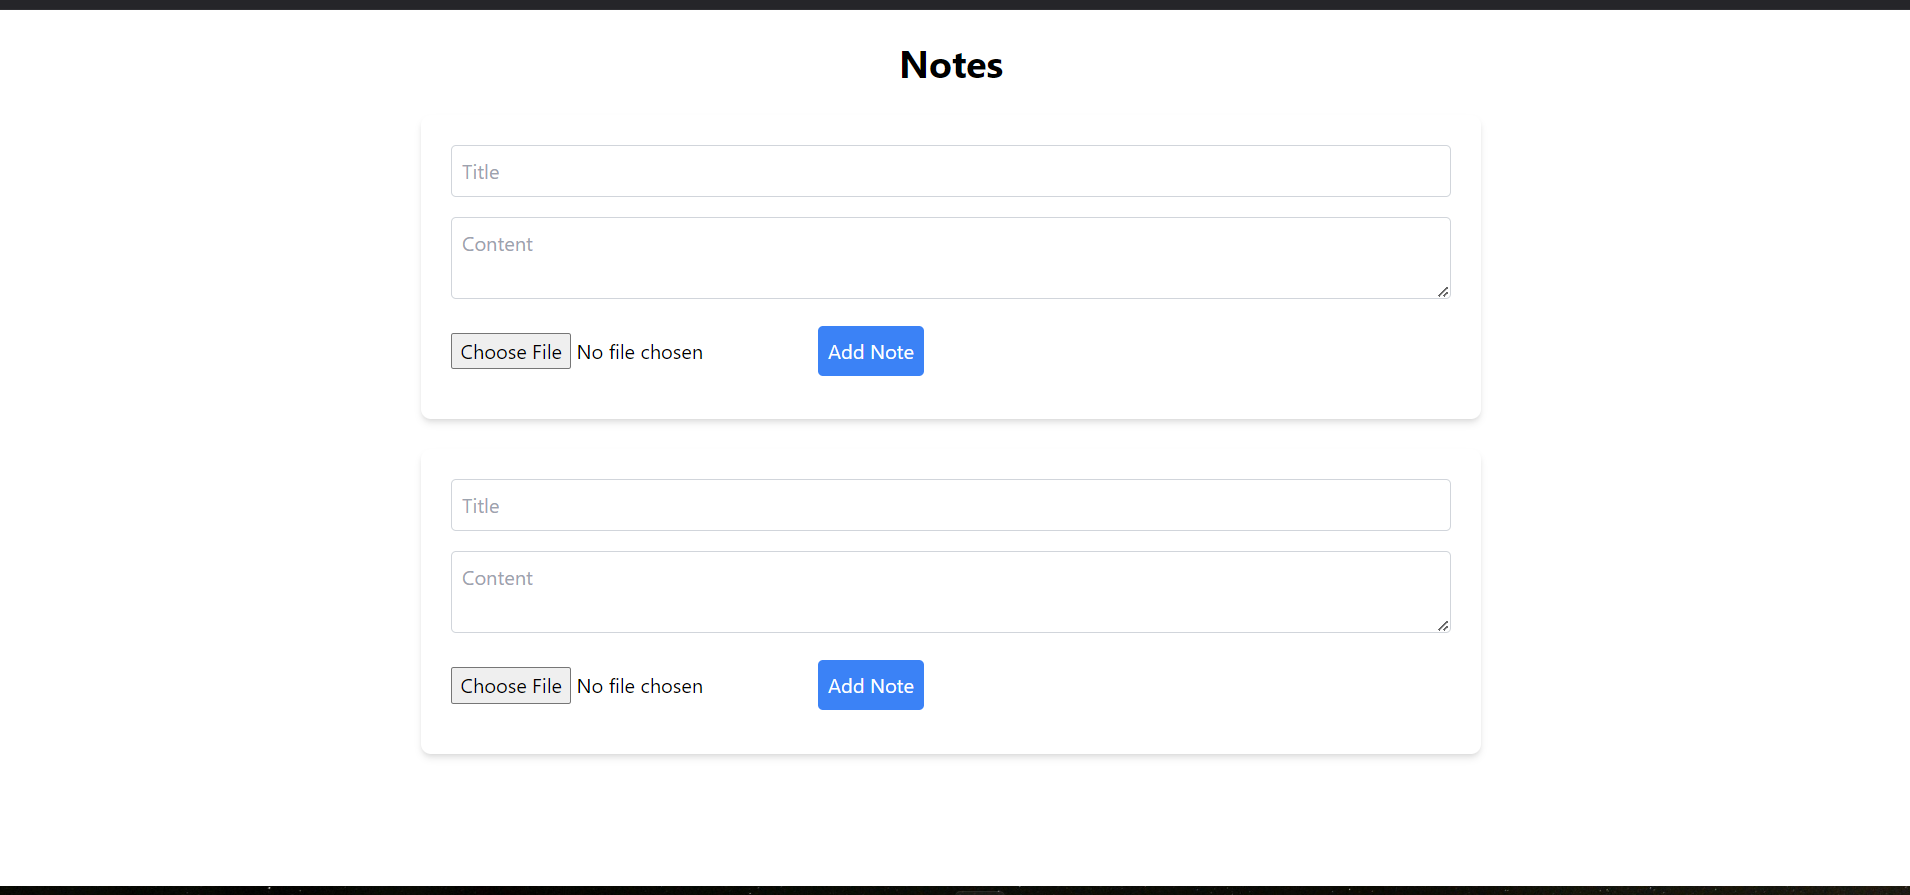 Notes
Title
Content
Choose File No file chosen Add Note
Title
Content
Choose File No file chosen Add Note